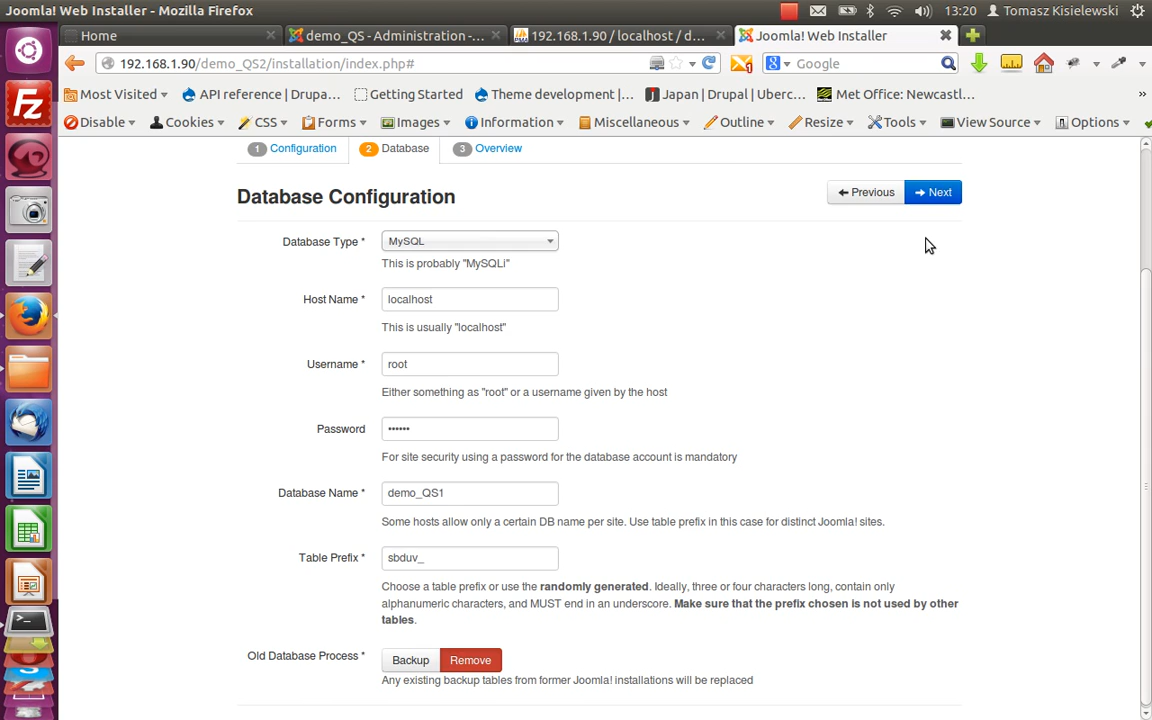 Joomla! Web Installer - Mozilla Firefox
13:20 Tomasz Kisielewski
Home
demo_QS - Administration -...
192.168.1.90 / localhost / d...
Joomla! Web Installer
192.168.1.90/demo_QS2/installation/index.php#
Google
Most Visited
API reference | Drupa...
Getting Started
Theme development |...
Japan | Drupal | Uberc...
Met Office: Newcastl...
Disable
Cookies
CSS
Forms
Images
Information
Miscellaneous
Outline
Resize
Tools
View Source
Options
1 Configuration
2 Database
3 Overview
Database Configuration
Previous
Next
Database Type *
MySQL
This is probably "MySQLi"
Host Name *
localhost
This is usually "localhost"
Username *
root
Either something as "root" or a username given by the host
Password
••••••
For site security using a password for the database account is mandatory
Database Name *
demo_QS1
Some hosts allow only a certain DB name per site. Use table prefix in this case for distinct Joomla! sites.
Table Prefix *
sbduv_
Choose a table prefix or use the randomly generated. Ideally, three or four characters long, contain only
alphanumeric characters, and MUST end in an underscore. Make sure that the prefix chosen is not used by other
tables.
Old Database Process *
Backup
Remove
Any existing backup tables from former Joomla! installations will be replaced